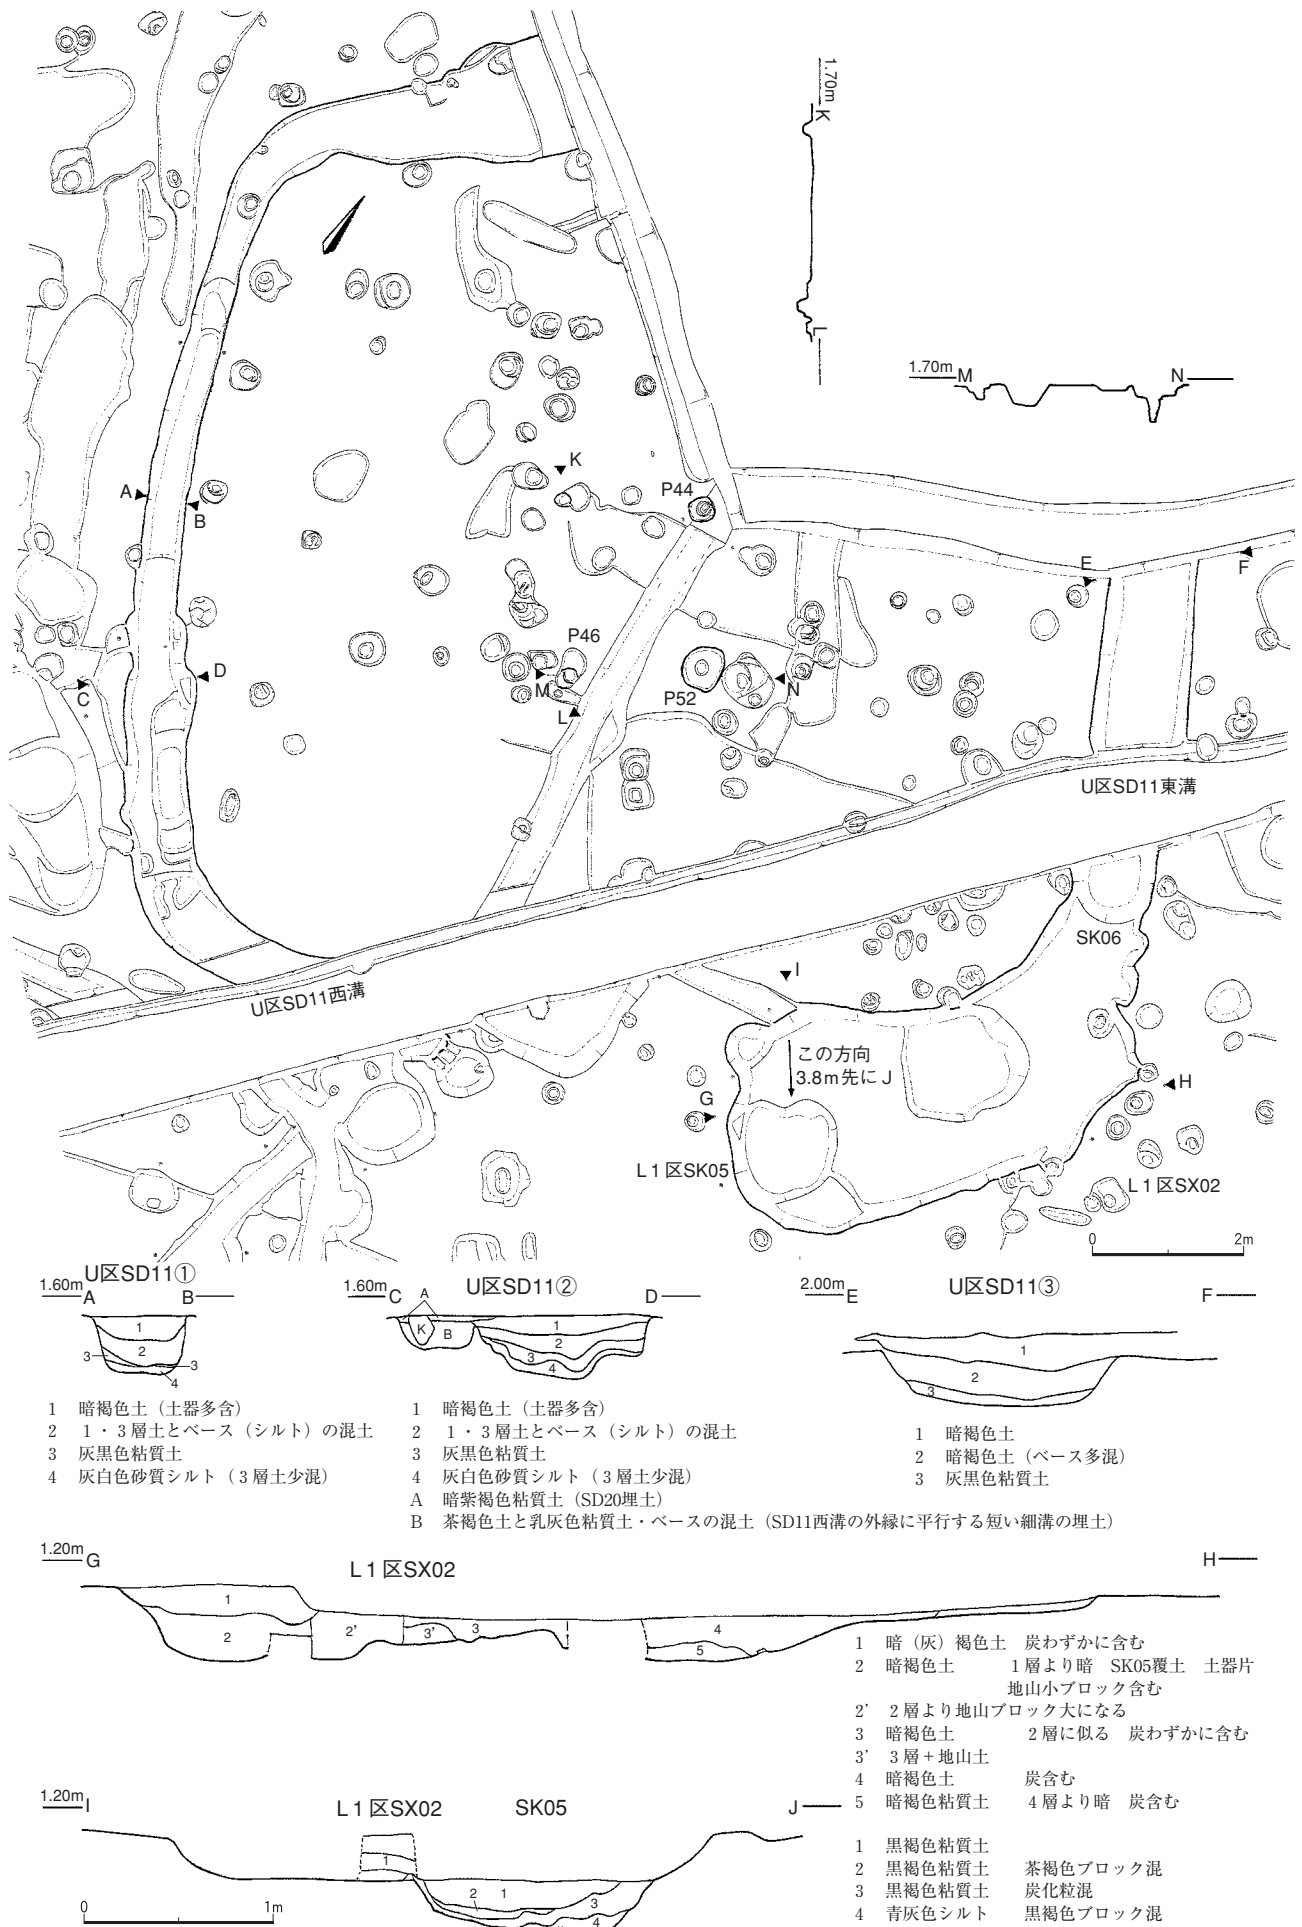 1.70m
K
L
1.70m
M
N
K
P44
A
B
E
F
P46
D
C
M
N
L
P52
U区SD11東溝
SK06
I
U区SD11西溝
この方向
3.8m先にJ
G
H
L1区SK05
L1区SX02
0 2m
U区SD11①
1.60m
A B
1
2
3 3
4
U区SD11②
1.60m
C A D
K B
1
2
3
4
U区SD11③
2.00m
E F
1
2
3
1 暗褐色土(土器多含)
2 1・3層土とベース(シルト)の混土
3 灰黒色粘質土
4 灰白色砂質シルト(3層土少混)
1 暗褐色土(土器多含)
2 1・3層土とベース(シルト)の混土
3 灰黒色粘質土
4 灰白色砂質シルト(3層土少混)
A 暗紫褐色粘質土(SD20埋土)
B 茶褐色土と乳灰色粘質土・ベースの混土(SD11西溝の外縁に平行する短い細溝の埋土)
1 暗褐色土
2 暗褐色土(ベース多混)
3 灰黒色粘質土
1.20m
G L1区SX02 H
1
2 2' 3' 3 4
5
1 暗(灰)褐色土 炭わずかに含む
2 暗褐色土 1層より暗 SK05覆土 土器片
地山小ブロック含む
2' 2層より地山ブロック大になる
3 暗褐色土 2層に似る 炭わずかに含む
3' 3層+地山土
4 暗褐色土 炭含む
5 暗褐色粘質土 4層より暗 炭含む
1.20m
I L1区SX02 SK05 J
1
1
2 3
4
0 1m
1 黒褐色粘質土
2 黒褐色粘質土 茶褐色ブロック混
3 黒褐色粘質土 炭化粒混
4 青灰色シルト 黒褐色ブロック混